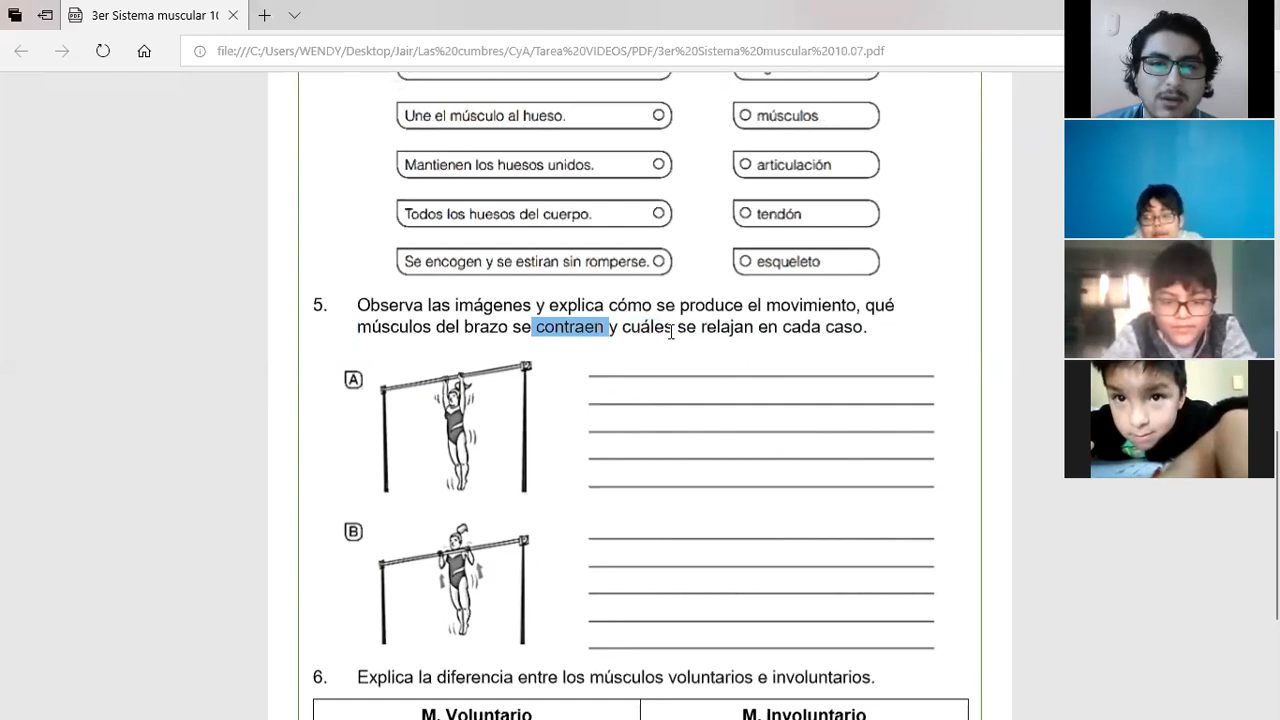 3er Sistema muscular 10
file:///C:/Users/WENDY/Desktop/Jair/Las%20cumbres/CyA/Tarea%20VIDEOS/PDF/3er%20Sistema%20muscular%2010.07.pdf
Une el músculo al hueso.
músculos
Mantienen los huesos unidos.
articulación
Todos los huesos del cuerpo.
tendón
Se encogen y se estiran sin romperse.
esqueleto
5. Observa las imágenes y explica cómo se produce el movimiento, qué
músculos del brazo se contraen y cuáles se relajan en cada caso.
A
B
6. Explica la diferencia entre los músculos voluntarios e involuntarios.
M. Voluntario
M. Involuntario